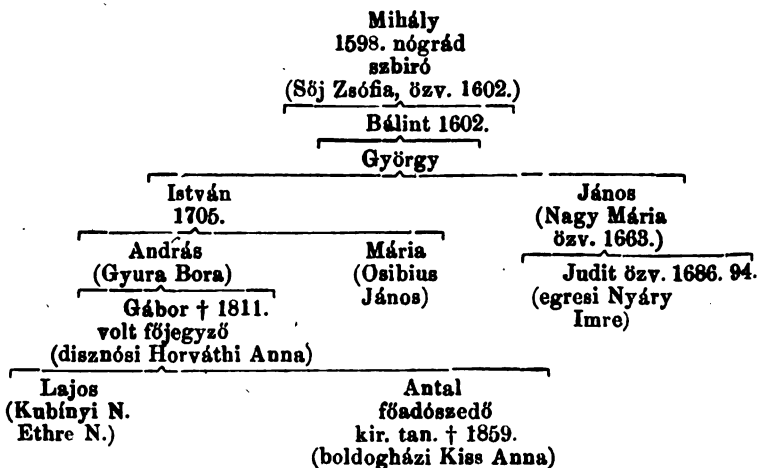 Mihály
1598. nógrád
szbiró
(Sőj Zsófia, özv. 1602.)
Bálint 1602.
György
István
1705.
János
(Nagy Mária
özv. 1663.)
András
(Gyura Bora)
Mária
(Osibius
János)
Judit özv. 1686. 94.
(egresi Nyáry
Imre)
Gábor † 1811.
volt főjegyző
(disznósi Horváthi Anna)
Lajos
(Kubínyi N.
Ethre N.)
Antal
főadószedő
kir. tan. † 1859.
(boldogházi Kiss Anna)